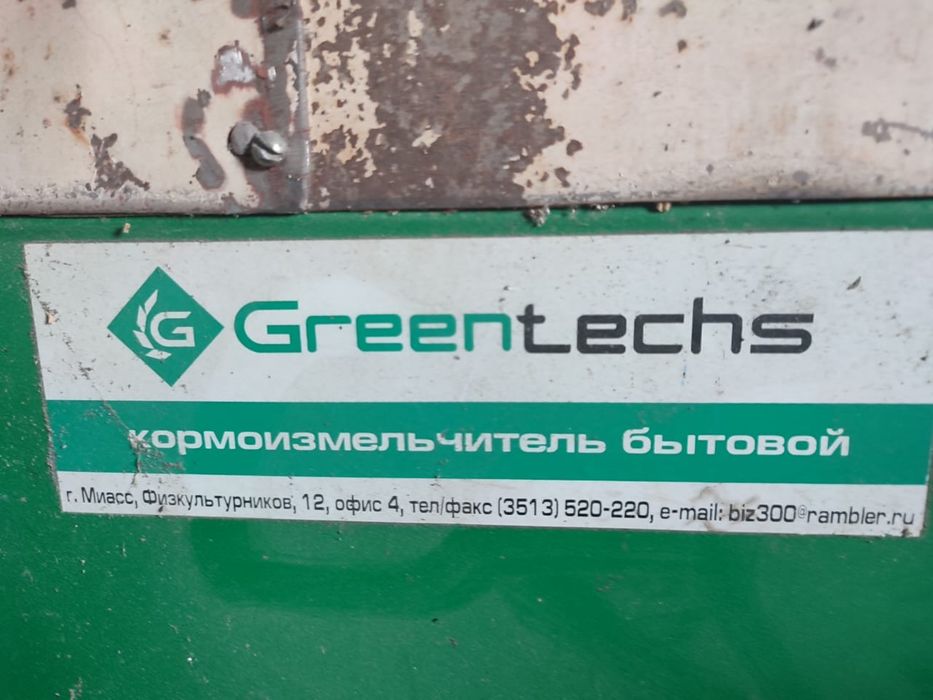 G Greentechs
кормоизмельчитель бытовой
г. Миасс, Физкультурников, 12, офис 4, тел/факс (3513) 520-220, e-mail: biz300@rambler.ru